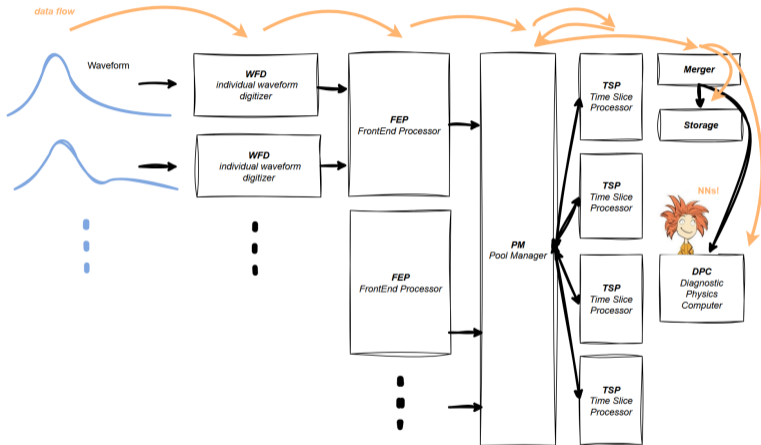 data flow
Waveform
WFD
individual waveform
digitizer
WFD
individual waveform
digitizer
FEP
FrontEnd Processor
FEP
FrontEnd Processor
PM
Pool Manager
TSP
Time Slice
Processor
TSP
Time Slice
Processor
TSP
Time Slice
Processor
TSP
Time Slice
Processor
Merger
Storage
NNs!
DPC
Diagnostic
Physics
Computer